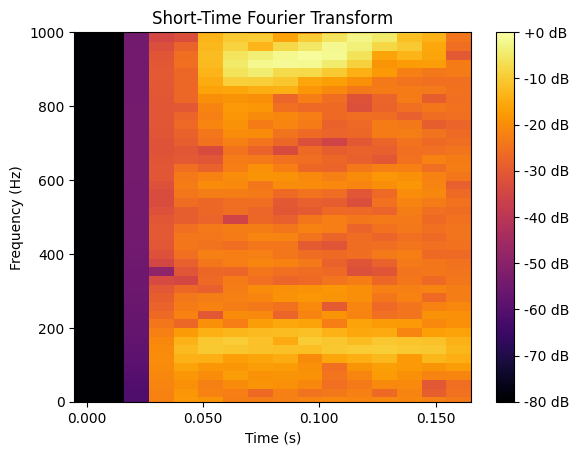 Short-Time Fourier Transform
1000
800
600
400
200
0
Frequency (Hz)
0.000
0.050
0.100
0.150
Time (s)
+0 dB
-10 dB
-20 dB
-30 dB
-40 dB
-50 dB
-60 dB
-70 dB
-80 dB